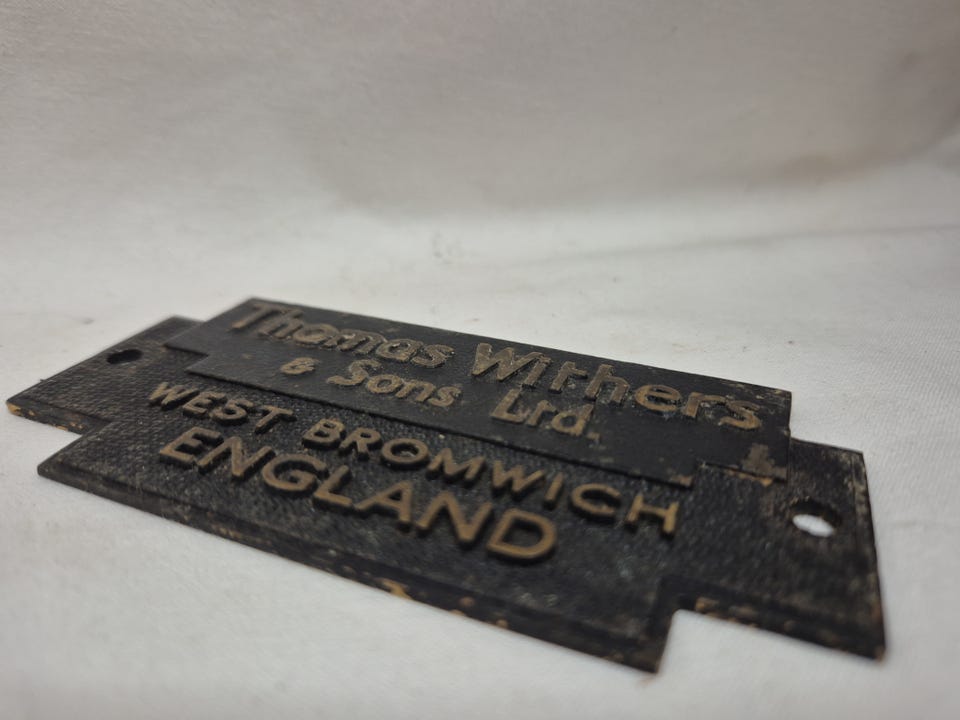 Thomas Withers
& Sons Ltd.
WEST BROMWICH
ENGLAND